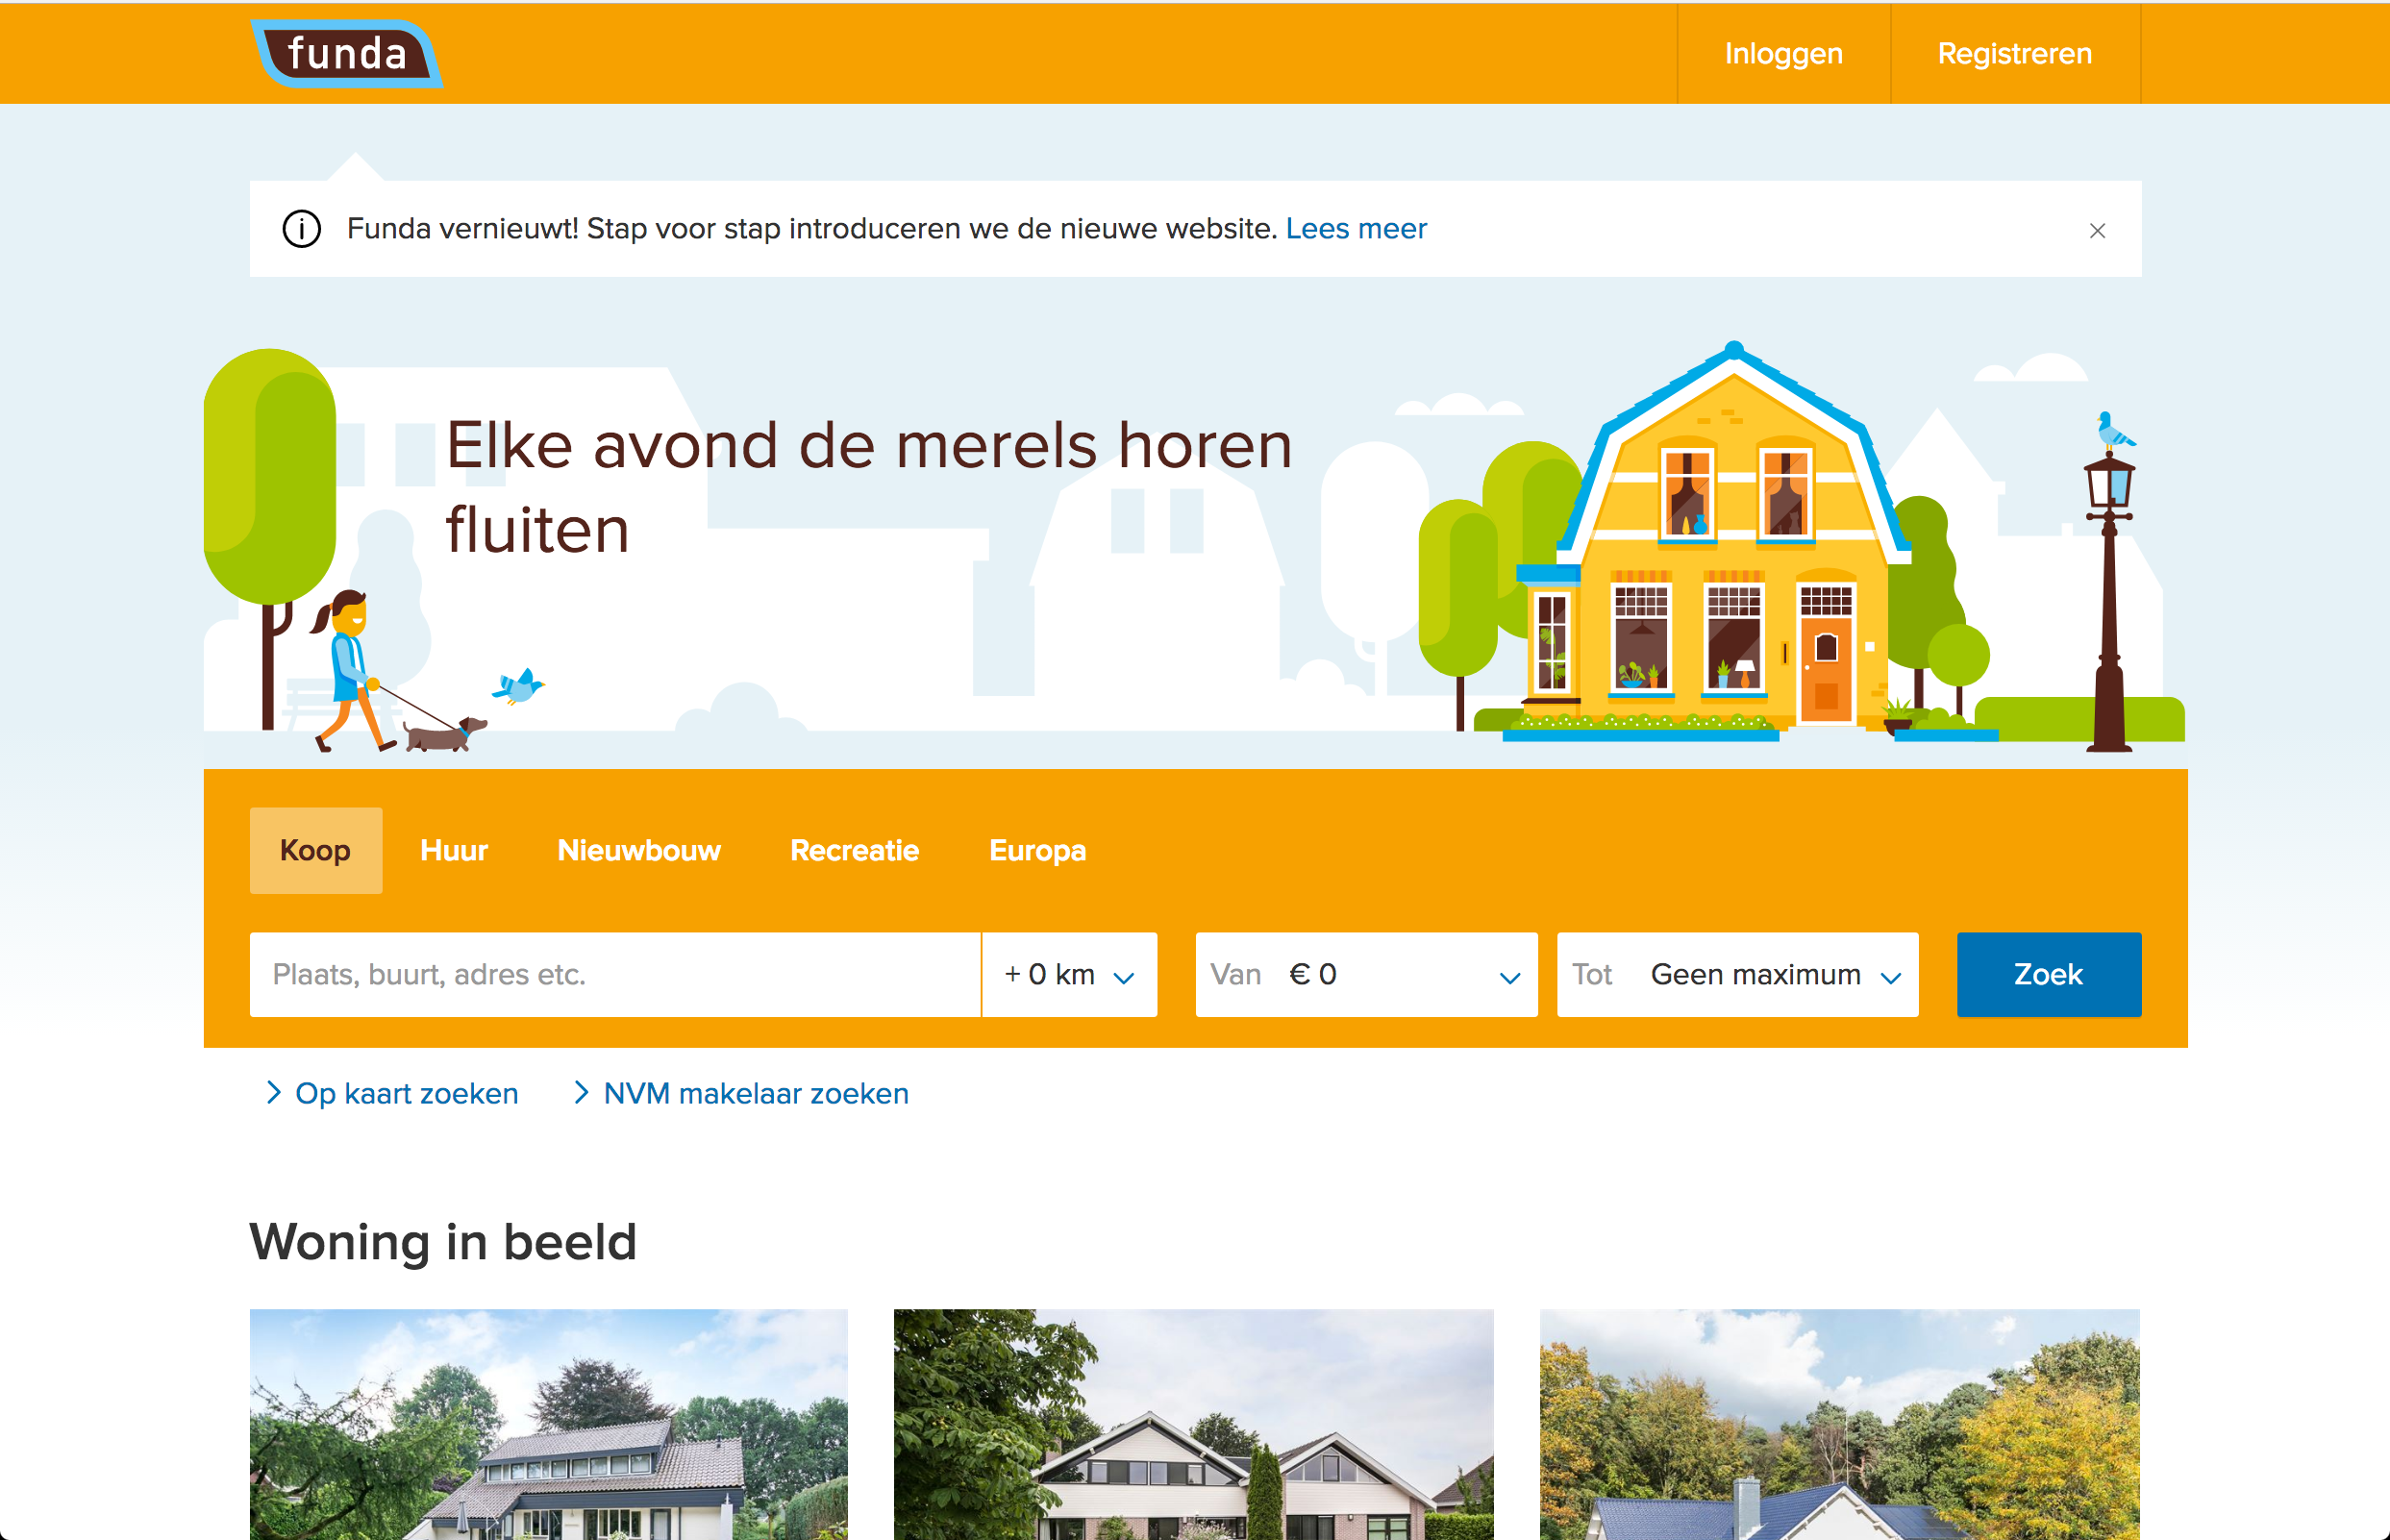 funda
Inloggen
Registreren
Funda vernieuwt! Stap voor stap introduceren we de nieuwe website. Lees meer
Elke avond de merels horen
fluiten
Koop
Huur
Nieuwbouw
Recreatie
Europa
Plaats, buurt, adres etc.
+ 0 km
Van € 0
Tot Geen maximum
Zoek
Op kaart zoeken
NVM makelaar zoeken
Woning in beeld